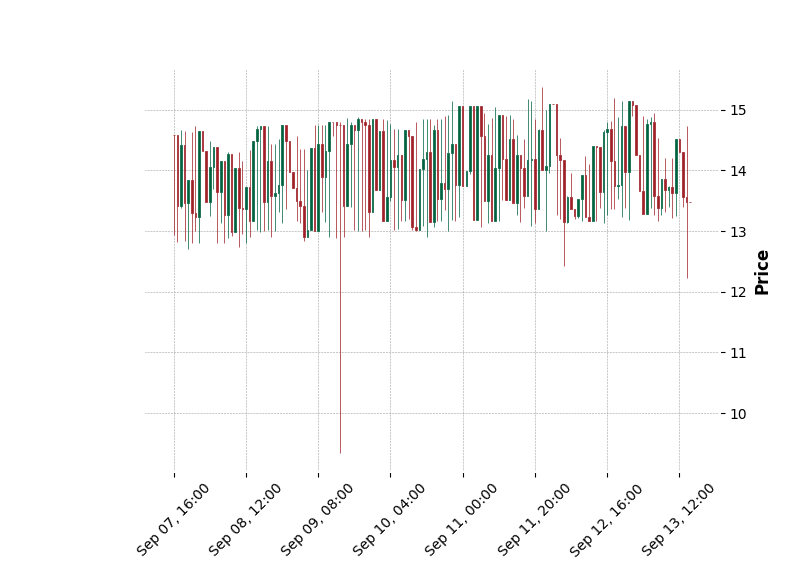 15
14
13
12
11
10
Price
Sep 07, 16:00
Sep 08, 12:00
Sep 09, 08:00
Sep 10, 04:00
Sep 11, 00:00
Sep 11, 20:00
Sep 12, 16:00
Sep 13, 12:00